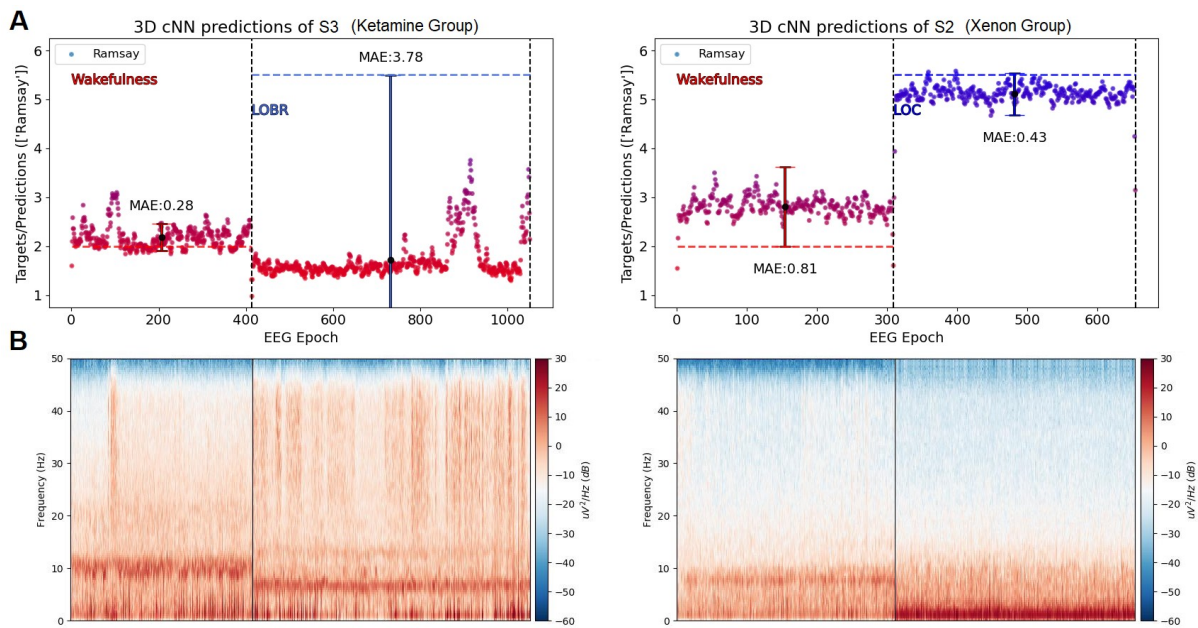 A
3D cNN predictions of S3 (Ketamine Group)
Targets/Predictions (['Ramsay'])
6
5
4
3
2
1
Ramsay
Wakefulness
MAE:3.78
LOBR
MAE:0.28
0 200 400 600 800 1000
EEG Epoch
3D cNN predictions of S2 (Xenon Group)
Targets/Predictions (['Ramsay'])
6
5
4
3
2
1
Ramsay
Wakefulness
LOC
MAE:0.43
MAE:0.81
0 100 200 300 400 500 600
EEG Epoch
B
Frequency (Hz)
50
40
30
20
10
0
30
20
10
0
−10
−20
−30
−40
−50
−60
uV²/Hz (dB)
Frequency (Hz)
50
40
30
20
10
0
30
20
10
0
−10
−20
−30
−40
−50
−60
uV²/Hz (dB)